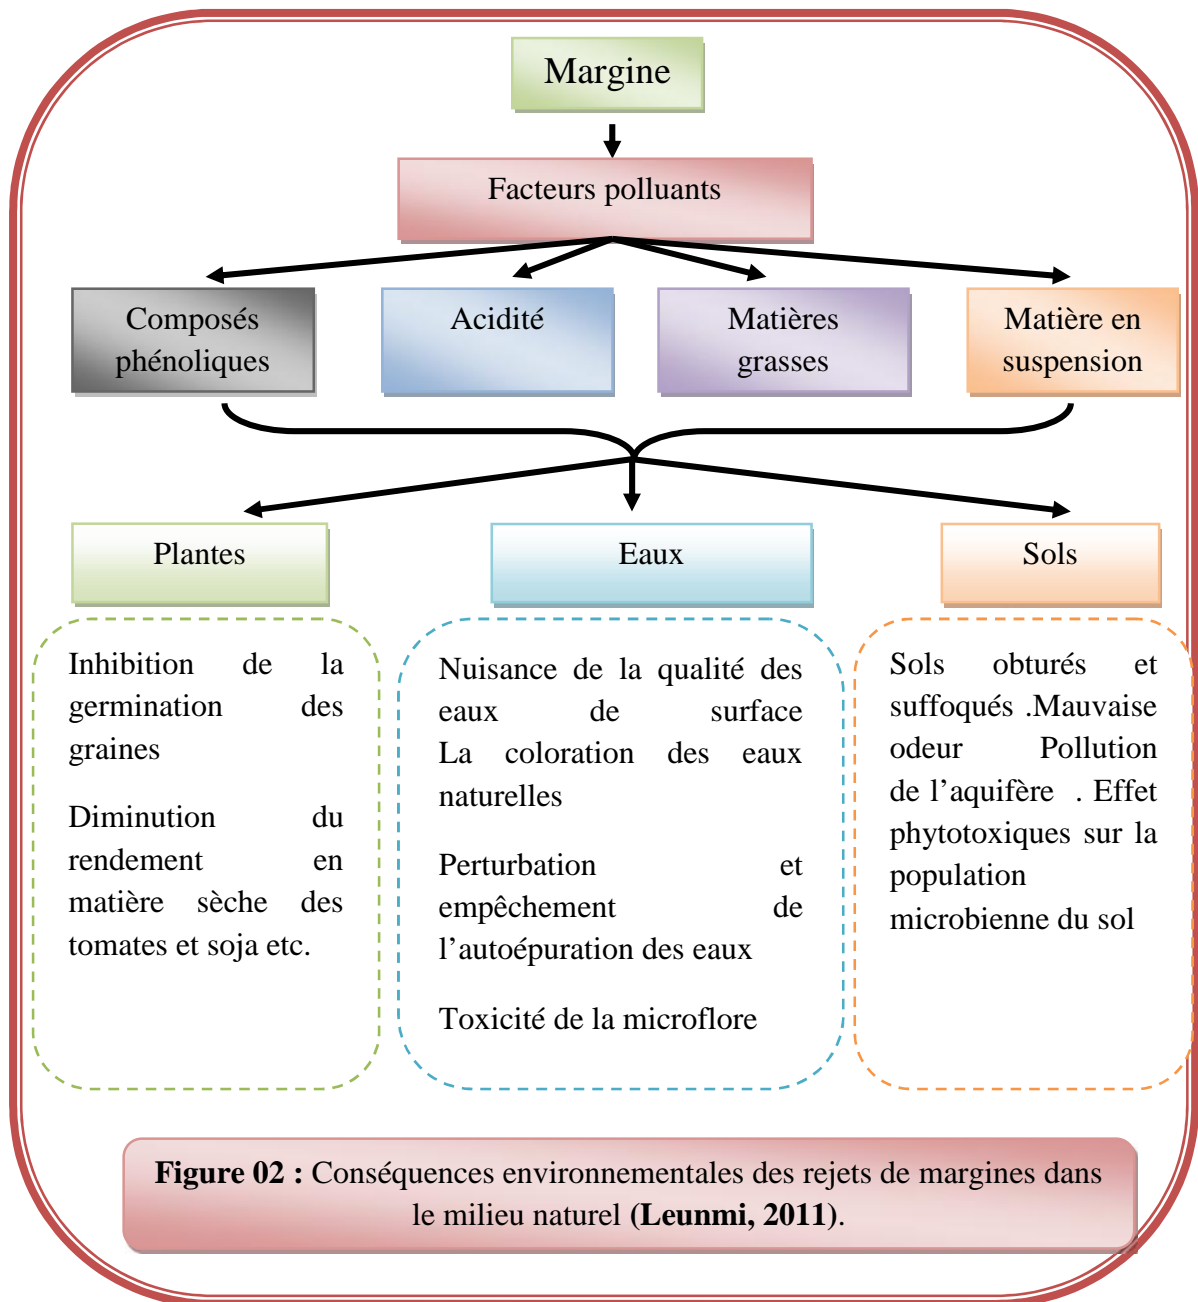 Margine
Facteurs polluants
Composés
phénoliques
Acidité
Matières
grasses
Matière en
suspension
Plantes
Eaux
Sols
Inhibition de la
germination des
graines
Diminution du
rendement en
matière sèche des
tomates et soja etc.
Nuisance de la qualité des
eaux de surface
La coloration des eaux
naturelles
Perturbation et
empêchement de
l’autoépuration des eaux
Toxicité de la microflore
Sols obturés et
suffoqués .Mauvaise
odeur Pollution
de l’aquifère . Effet
phytotoxiques sur la
population
microbienne du sol
Figure 02 : Conséquences environnementales des rejets de margines dans
le milieu naturel (Leunmi, 2011).